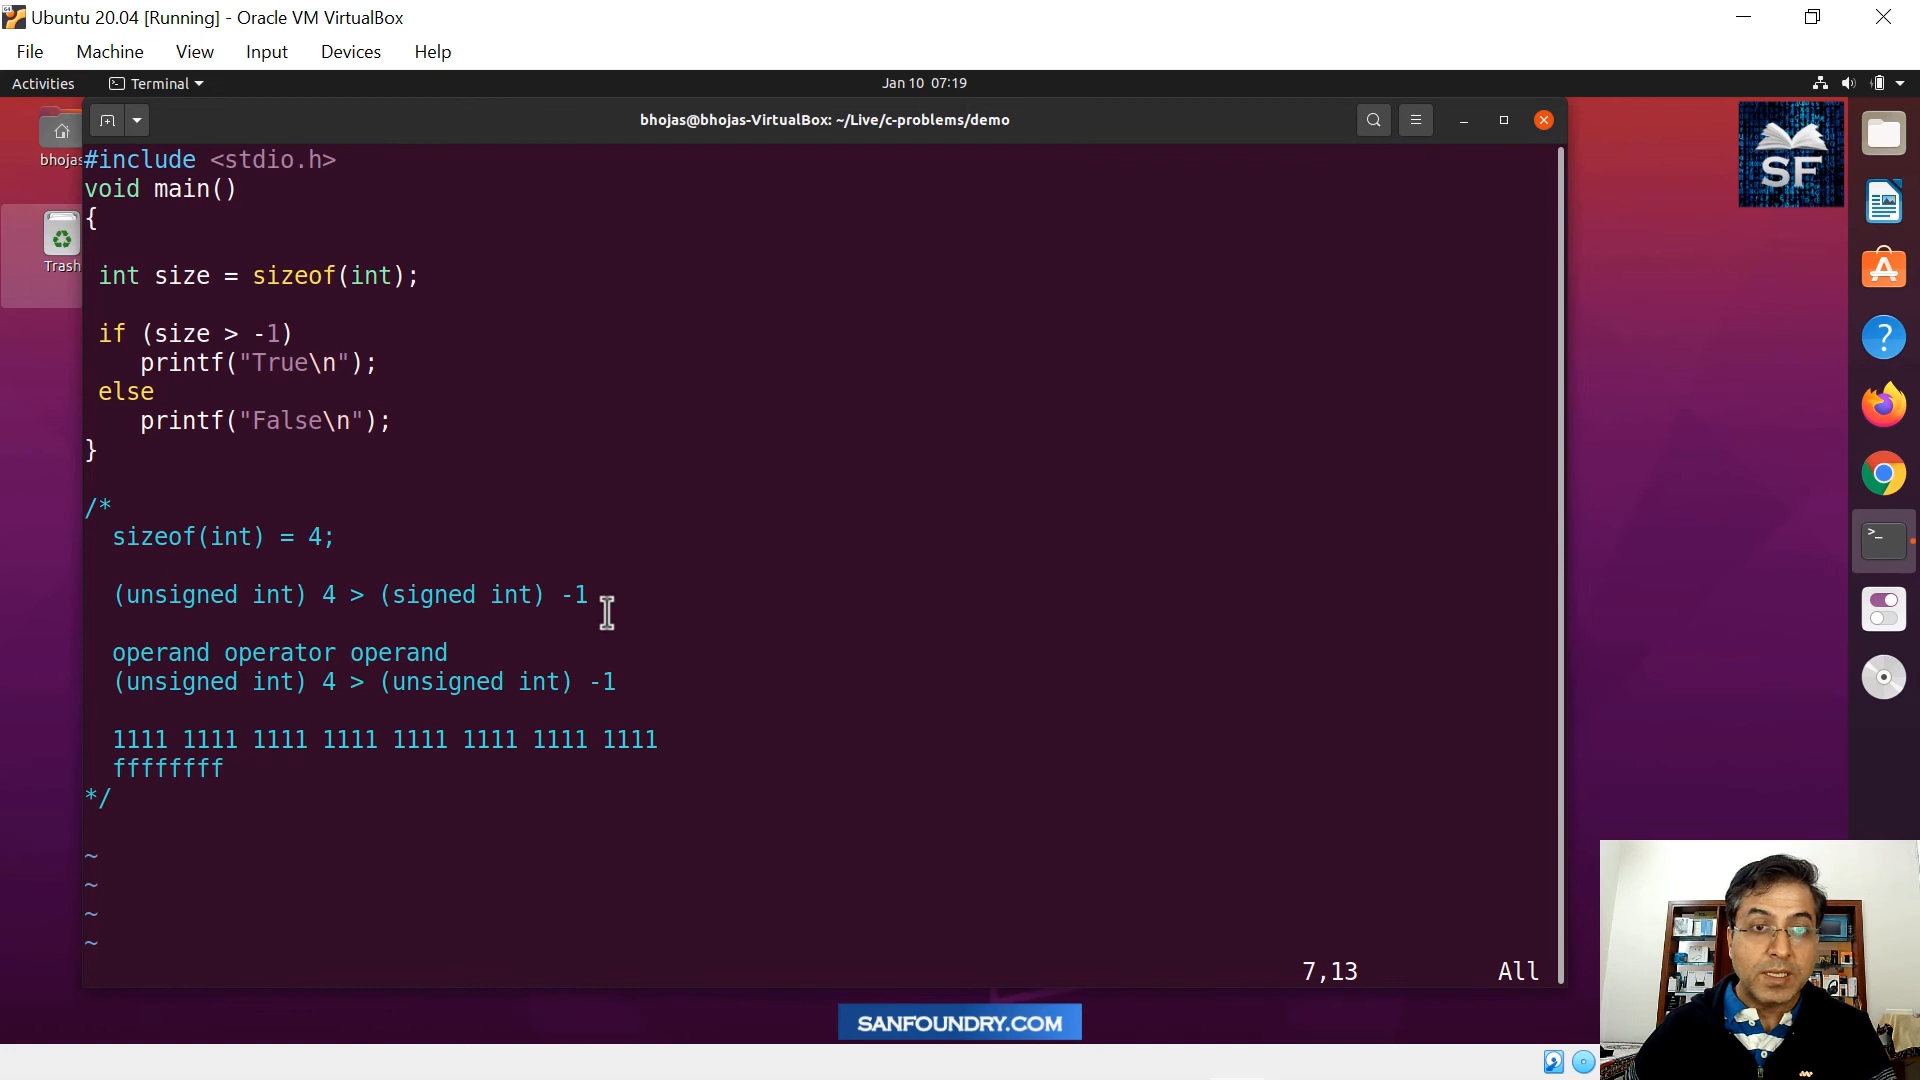 Ubuntu 20.04 [Running] - Oracle VM VirtualBox
File Machine View Input Devices Help
Activities Terminal Jan 10 07:19
bhojas@bhojas-VirtualBox: ~/Live/c-problems/demo
bhojas
Trash
SF
#include <stdio.h>
void main()
{
int size = sizeof(int);
if (size > -1)
printf("True\n");
else
printf("False\n");
}
/*
sizeof(int) = 4;
(unsigned int) 4 > (signed int) -1
operand operator operand
(unsigned int) 4 > (unsigned int) -1
1111 1111 1111 1111 1111 1111 1111 1111
ffffffff
*/
~
~
~
~
7,13 All
SANFOUNDRY.COM